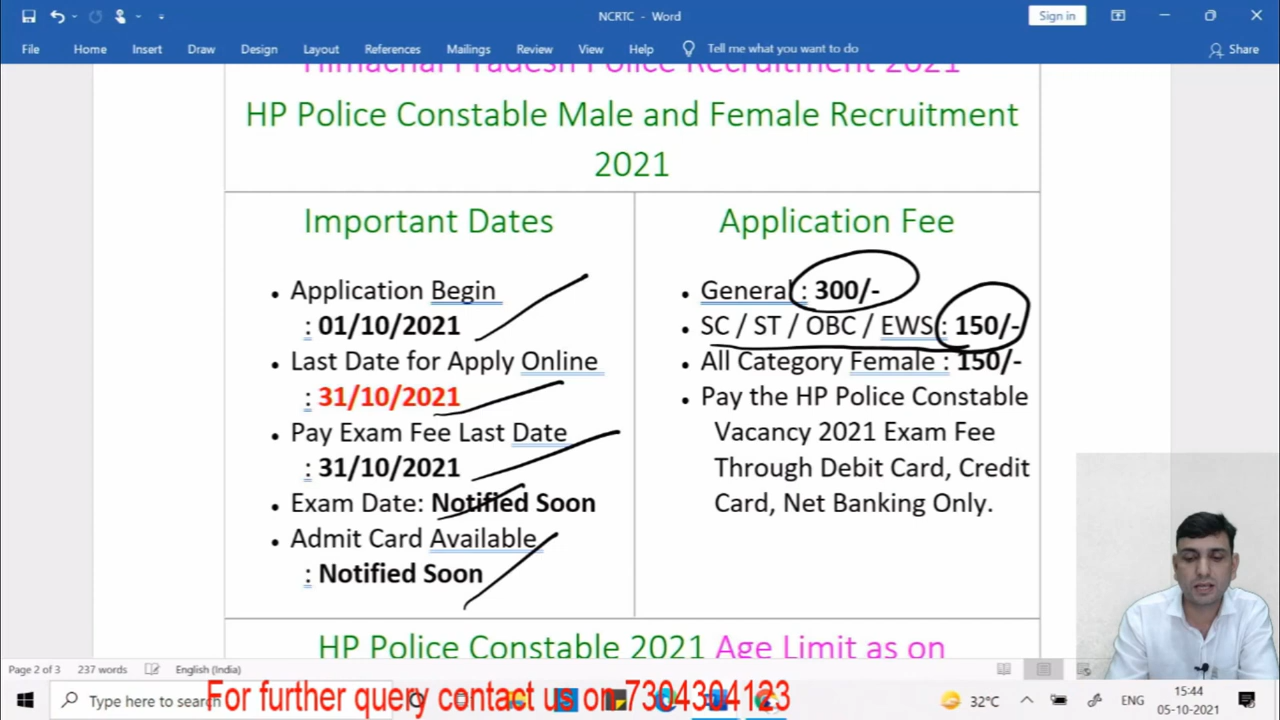 NCRTC - Word
Sign in
File Home Insert Draw Design Layout References Mailings Review View Help Tell me what you want to do Share
Himachal Pradesh Police Recruitment 2021
HP Police Constable Male and Female Recruitment
2021
Important Dates
• Application Begin
: 01/10/2021
• Last Date for Apply Online
: 31/10/2021
• Pay Exam Fee Last Date
: 31/10/2021
• Exam Date: Notified Soon
• Admit Card Available
: Notified Soon
Application Fee
• General : 300/-
• SC / ST / OBC / EWS : 150/-
• All Category Female : 150/-
• Pay the HP Police Constable
Vacancy 2021 Exam Fee
Through Debit Card, Credit
Card, Net Banking Only.
HP Police Constable 2021 Age Limit as on
Page 2 of 3 237 words English (India)
Type here to search
For further query contact us on 7304304123
32°C ENG 15:44
05-10-2021